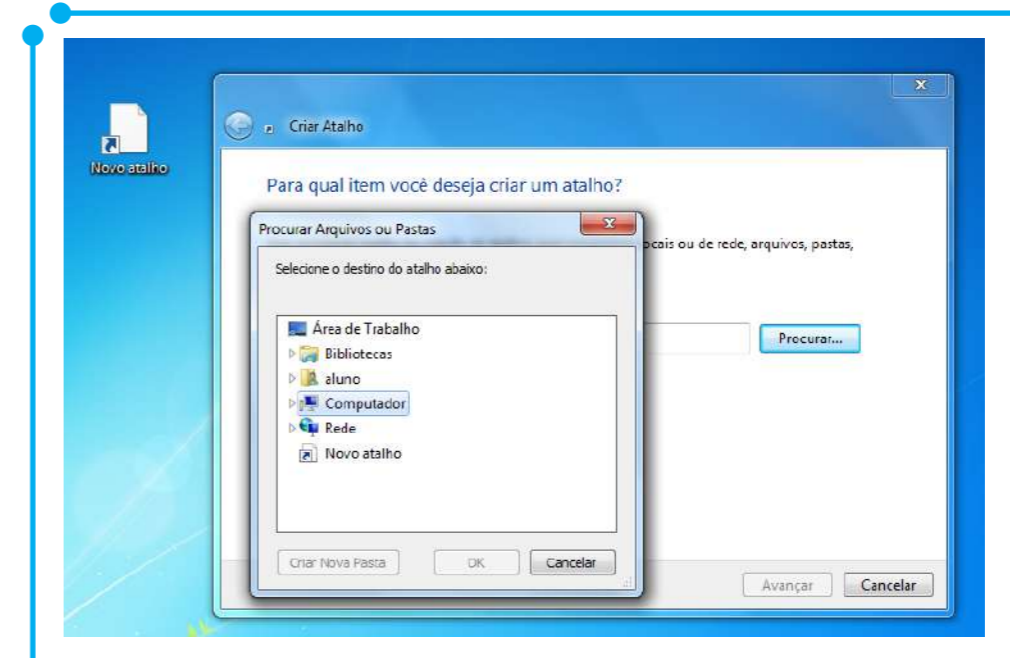 Novo atalho
Criar Atalho
Para qual item você deseja criar um atalho?
Procurar Arquivos ou Pastas
ocais ou de rede, arquivos, pastas,
Selecione o destino do atalho abaixo:
Área de Trabalho
Bibliotecas
aluno
Computador
Rede
Novo atalho
Procurar...
Criar Nova Pasta
OK
Cancelar
Avançar
Cancelar